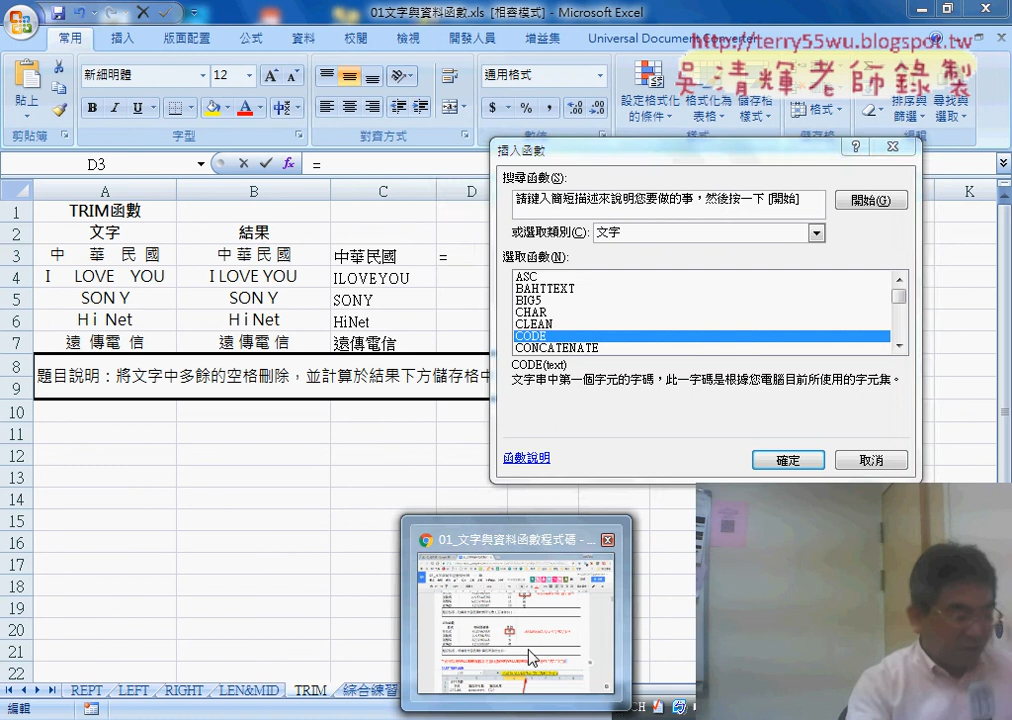 01文字與資料函數.xls [相容模式] - Microsoft Excel
常用 插入 版面配置 公式 資料 校閱 檢視 開發人員 增益集 Universal Document Converter
http://terry55wu.blogspot.tw
吳清輝老師錄製
貼上 新細明體 12 通用格式
設定格式化的條件 格式化為表格 儲存格樣式 格式 排序與篩選 尋找與選取
剪貼簿 字型 對齊方式 數值 樣式 儲存格 編輯
D3 =
A B C D K
1 TRIM函數
2 文字 結果
3 中 華 民 國 中 華 民 國 中華民國 =
4 I LOVE YOU I LOVE YOU ILOVEYOU
5 SON Y SON Y SONY
6 H i Net H i Net HiNet
7 遠 傳電 信 遠 傳電 信 遠傳電信
8 題目說明：將文字中多餘的空格刪除，並計算於結果下方儲存格中
9
10
11
12
13
14
15
16
17
18
19
20
21
22
插入函數
搜尋函數(S):
請鍵入簡短描述來說明您要做的事，然後按一下 [開始]
開始(G)
或選取類別(C): 文字
選取函數(N):
ASC
BAHTTEXT
BIG5
CHAR
CLEAN
CODE
CONCATENATE
CODE(text)
文字串中第一個字元的字碼，此一字碼是根據您電腦目前所使用的字元集。
函數說明 確定 取消
01_文字與資料函數程式碼 - ...
REPT LEFT RIGHT LEN&MID TRIM 綜合練習
編輯 CH